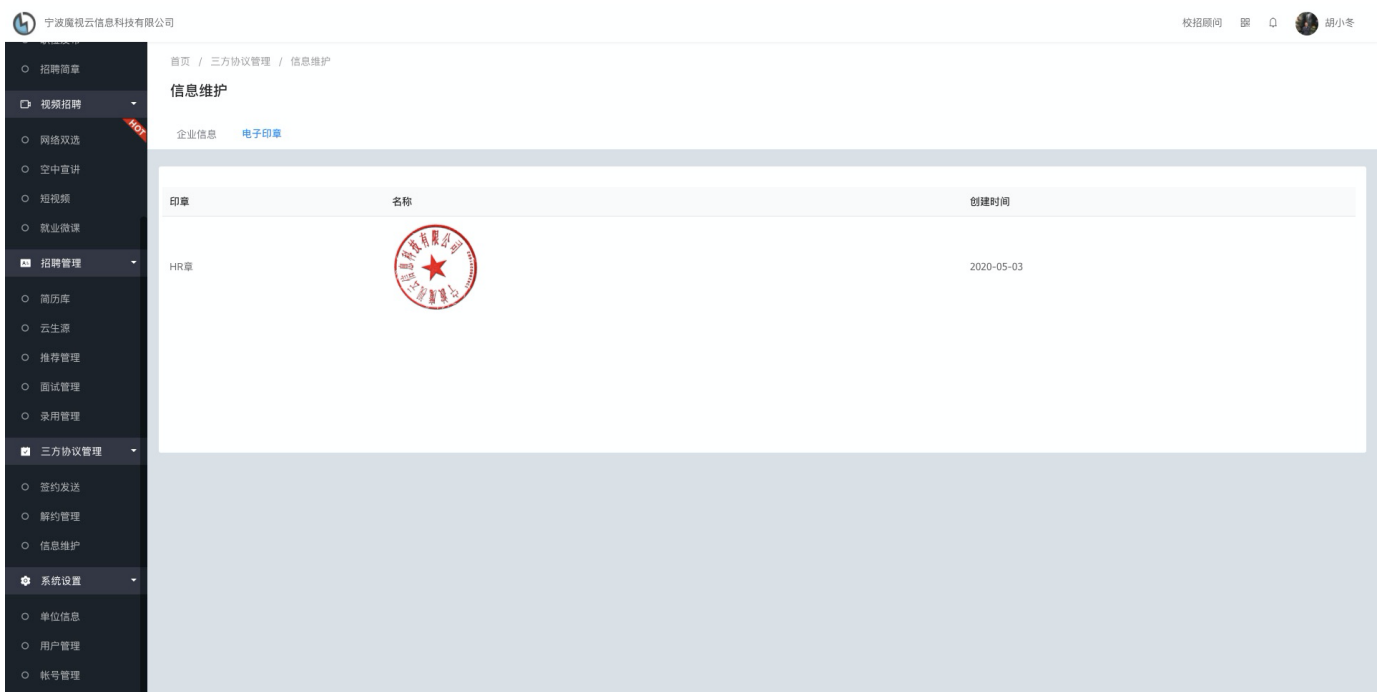 宁波魔视云信息科技有限公司
校招顾问 胡小冬
招聘简章
视频招聘
HOT
网络双选
空中宣讲
短视频
就业微课
招聘管理
简历库
云生源
推荐管理
面试管理
录用管理
三方协议管理
签约发送
解约管理
信息维护
系统设置
单位信息
用户管理
帐号管理
首页 / 三方协议管理 / 信息维护
信息维护
企业信息 电子印章
印章 名称 创建时间
HR章 2020-05-03